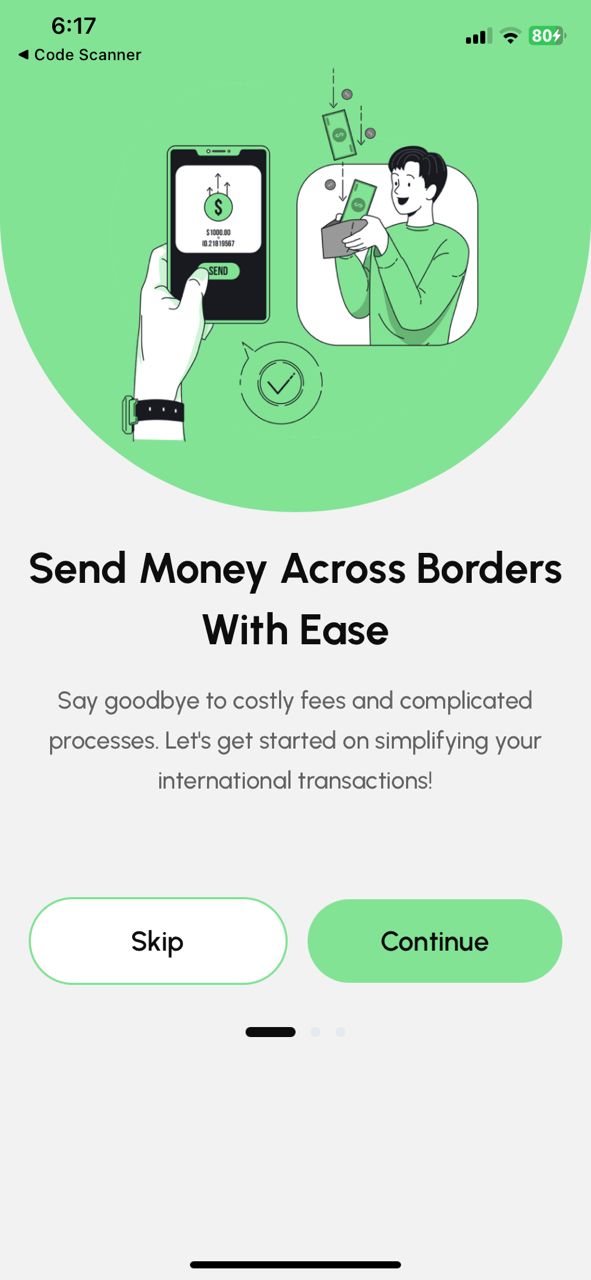 6:17
80
◀ Code Scanner
$
$1000.00
ID.21819567
SEND
Send Money Across Borders
With Ease
Say goodbye to costly fees and complicated
processes. Let's get started on simplifying your
international transactions!
Skip
Continue